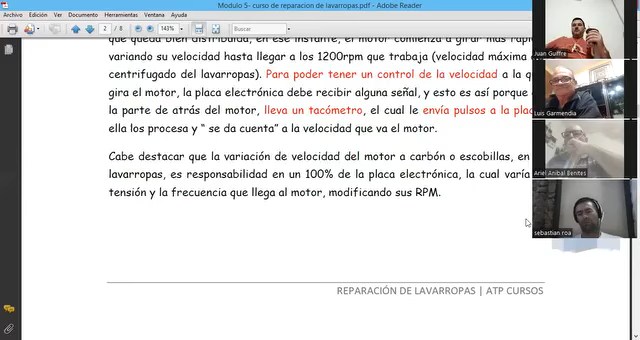 Modulo 5- curso de reparacion de lavarropas.pdf - Adobe Reader
Archivo Edición Ver Documento Herramientas Ventana Ayuda
2 / 8 143% Buscar
que queda bien distribuida, en ese instante, el motor comienza a girar más
variando su velocidad hasta llegar a los 1200rpm que trabaja (velocidad máxima
centrifugado del lavarropas). Para poder tener un control de la velocidad a la
gira el motor, la placa electrónica debe recibir alguna señal, y esto es así porque
la parte de atrás del motor, lleva un tacómetro, el cual le envía pulsos a la
ella los procesa y “ se da cuenta” a la velocidad que va el motor.
Cabe destacar que la variación de velocidad del motor a carbón o escobillas, en
lavarropas, es responsabilidad en un 100% de la placa electrónica, la cual varía
tensión y la frecuencia que llega al motor, modificando sus RPM.
REPARACIÓN DE LAVARROPAS | ATP CURSOS
Juan Guiffre
Luis Garmendia
Ariel Anibal Benites
sebastian roa